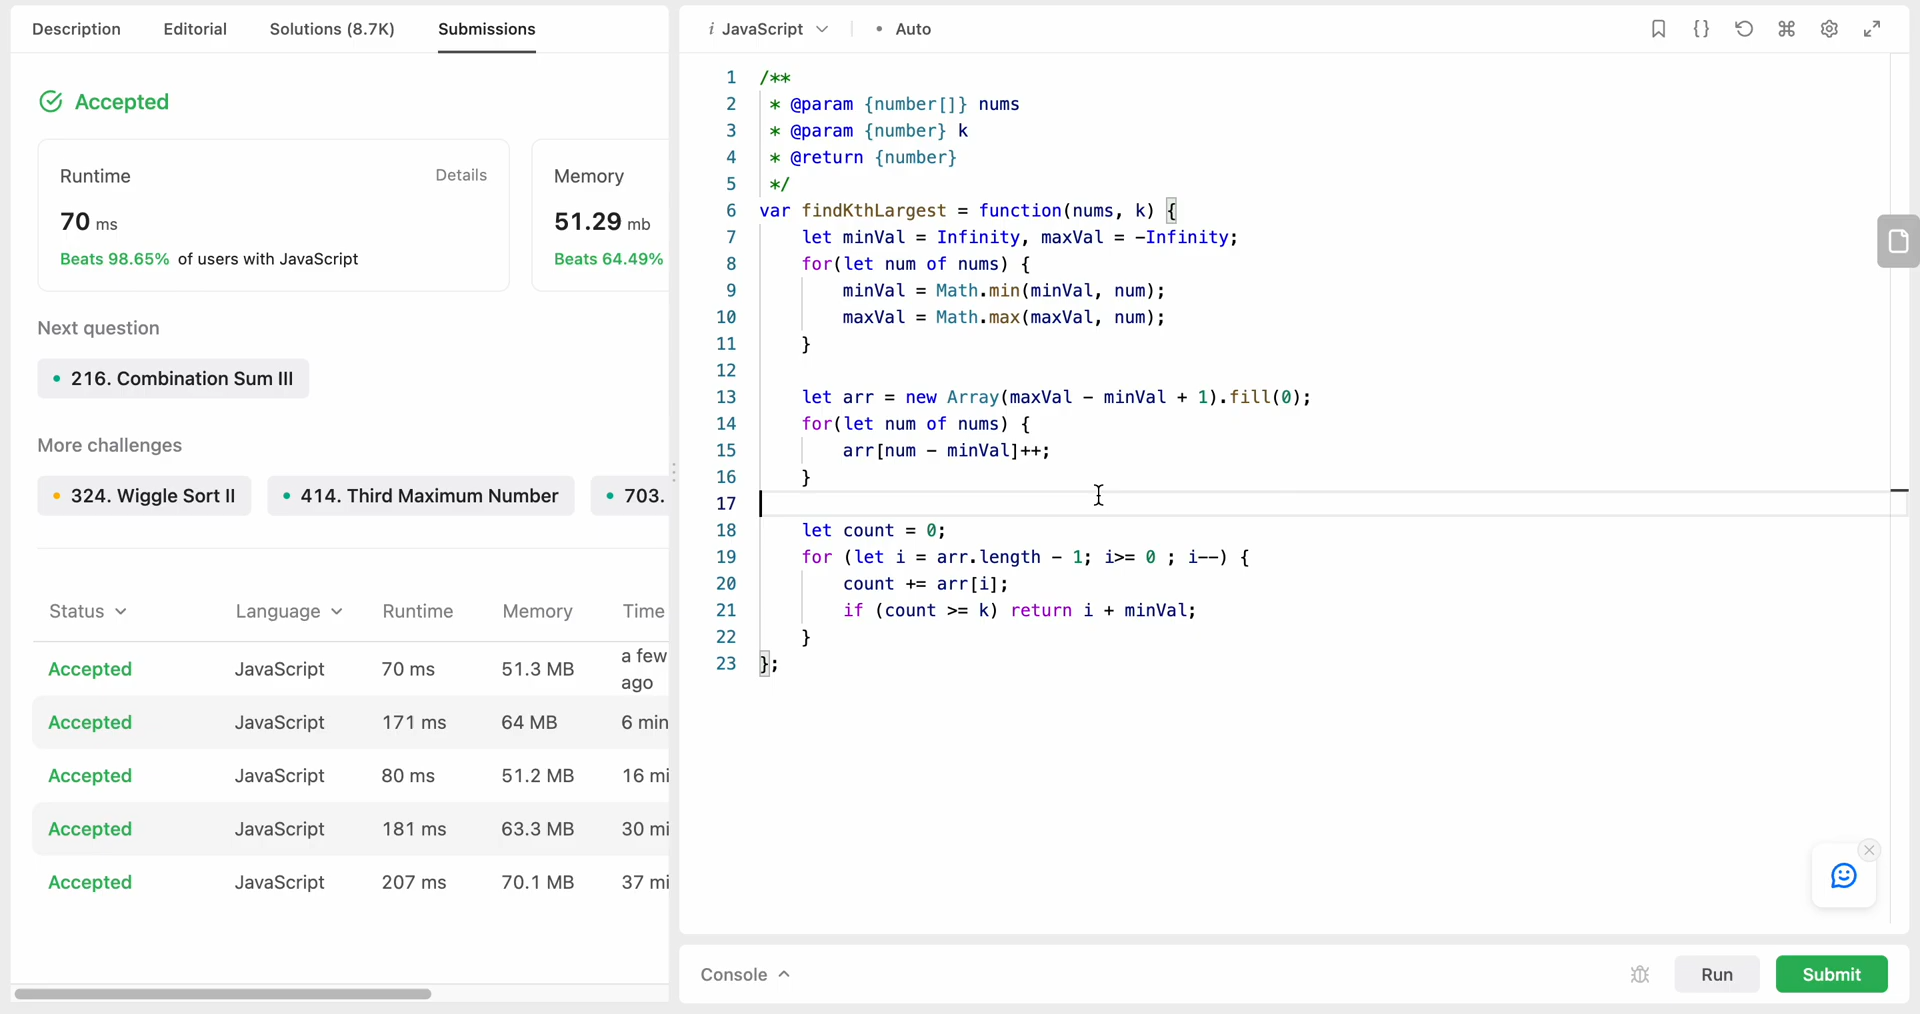 Description Editorial Solutions (8.7K) Submissions
Accepted
Runtime Details
70 ms
Beats 98.65% of users with JavaScript
Memory
51.29 mb
Beats 64.49%
Next question
216. Combination Sum III
More challenges
324. Wiggle Sort II 414. Third Maximum Number 703.
Status Language Runtime Memory Time
Accepted JavaScript 70 ms 51.3 MB a few
ago
Accepted JavaScript 171 ms 64 MB 6 min
Accepted JavaScript 80 ms 51.2 MB 16 mi
Accepted JavaScript 181 ms 63.3 MB 30 mi
Accepted JavaScript 207 ms 70.1 MB 37 mi
i JavaScript • Auto
1 /**
2 * @param {number[]} nums
3 * @param {number} k
4 * @return {number}
5 */
6 var findKthLargest = function(nums, k) {
7 let minVal = Infinity, maxVal = -Infinity;
8 for(let num of nums) {
9 minVal = Math.min(minVal, num);
10 maxVal = Math.max(maxVal, num);
11 }
12
13 let arr = new Array(maxVal - minVal + 1).fill(0);
14 for(let num of nums) {
15 arr[num - minVal]++;
16 }
17
18 let count = 0;
19 for (let i = arr.length - 1; i>= 0 ; i--) {
20 count += arr[i];
21 if (count >= k) return i + minVal;
22 }
23 };
Console Run Submit